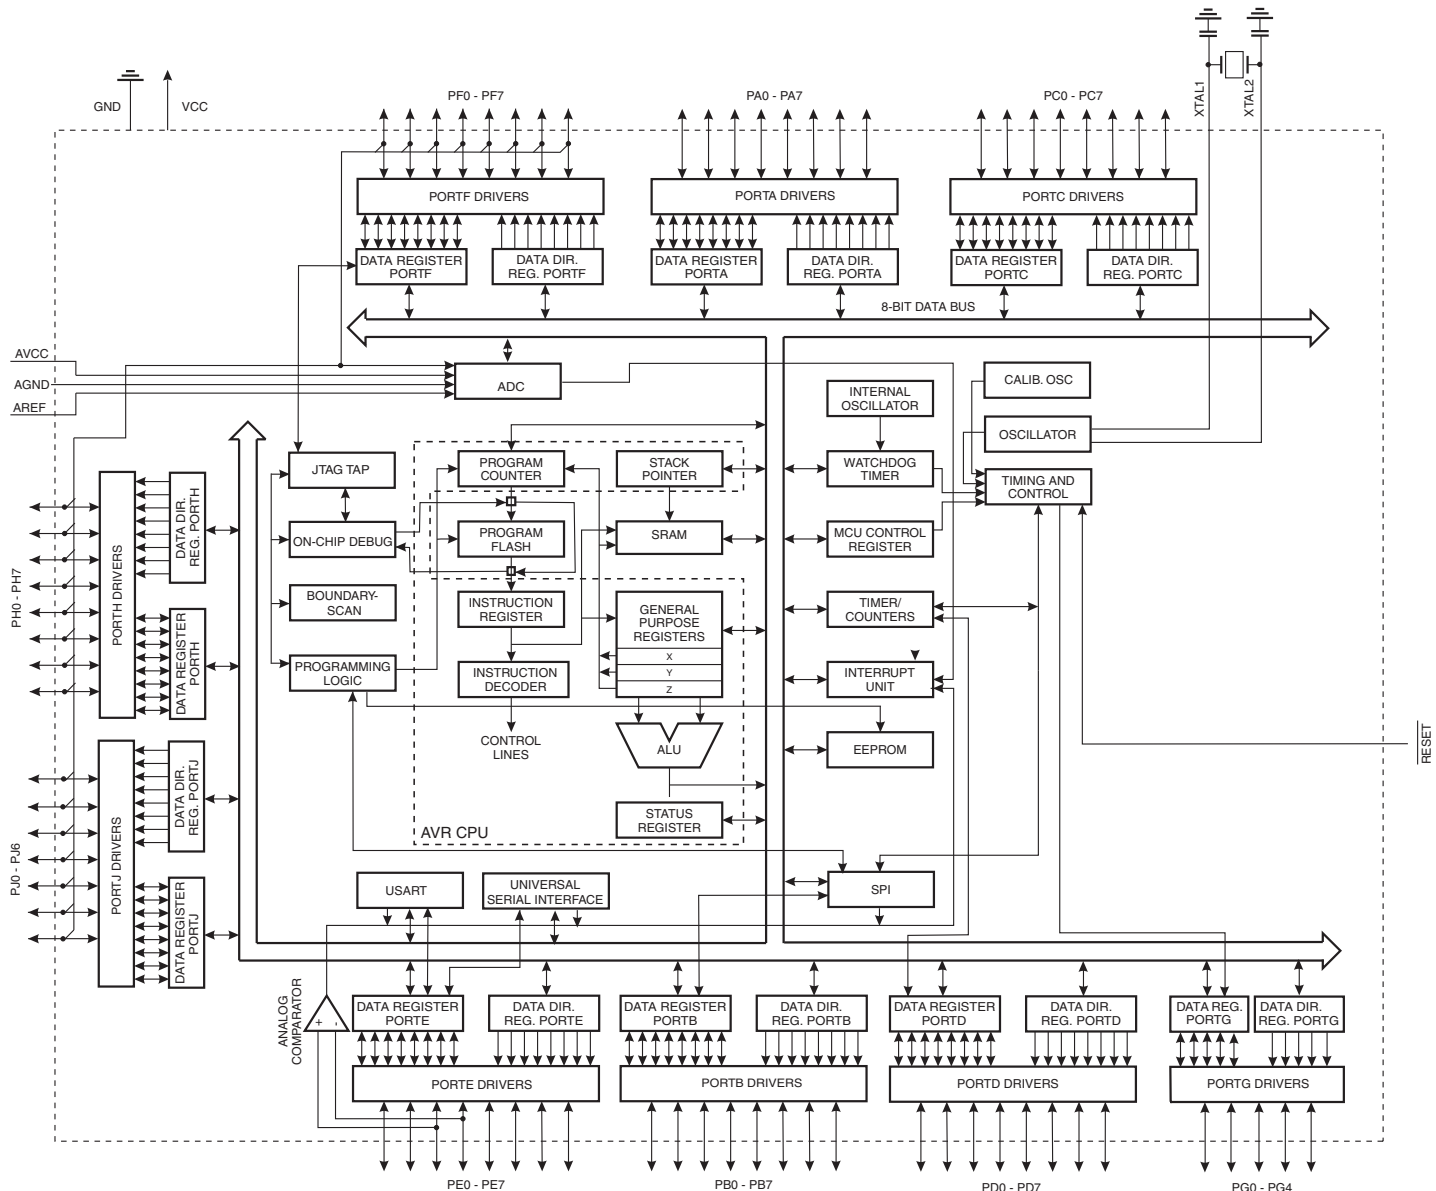 XTAL1
XTAL2
GND
VCC
PF0 - PF7
PA0 - PA7
PC0 - PC7
PORTF DRIVERS
PORTA DRIVERS
PORTC DRIVERS
DATA REGISTER
PORTF
DATA DIR.
REG. PORTF
DATA REGISTER
PORTA
DATA DIR.
REG. PORTA
DATA REGISTER
PORTC
DATA DIR.
REG. PORTC
8-BIT DATA BUS
AVCC
AGND
AREF
ADC
CALIB. OSC
INTERNAL
OSCILLATOR
OSCILLATOR
JTAG TAP
PROGRAM
COUNTER
STACK
POINTER
WATCHDOG
TIMER
TIMING AND
CONTROL
ON-CHIP DEBUG
PROGRAM
FLASH
SRAM
MCU CONTROL
REGISTER
BOUNDARY-
SCAN
INSTRUCTION
REGISTER
GENERAL
PURPOSE
REGISTERS
X
Y
Z
TIMER/
COUNTERS
PROGRAMMING
LOGIC
INSTRUCTION
DECODER
INTERRUPT
UNIT
CONTROL
LINES
ALU
EEPROM
STATUS
REGISTER
AVR CPU
RESET
PH0 - PH7
PORTH DRIVERS
DATA DIR.
REG. PORTH
DATA REGISTER
PORTH
PJ0 - PJ6
PORTJ DRIVERS
DATA DIR.
REG. PORTJ
DATA REGISTER
PORTJ
USART
UNIVERSAL
SERIAL INTERFACE
SPI
ANALOG
COMPARATOR
+
-
DATA REGISTER
PORTE
DATA DIR.
REG. PORTE
DATA REGISTER
PORTB
DATA DIR.
REG. PORTB
DATA REGISTER
PORTD
DATA DIR.
REG. PORTD
DATA REG.
PORTG
DATA DIR.
REG. PORTG
PORTE DRIVERS
PORTB DRIVERS
PORTD DRIVERS
PORTG DRIVERS
PE0 - PE7
PB0 - PB7
PD0 - PD7
PG0 - PG4